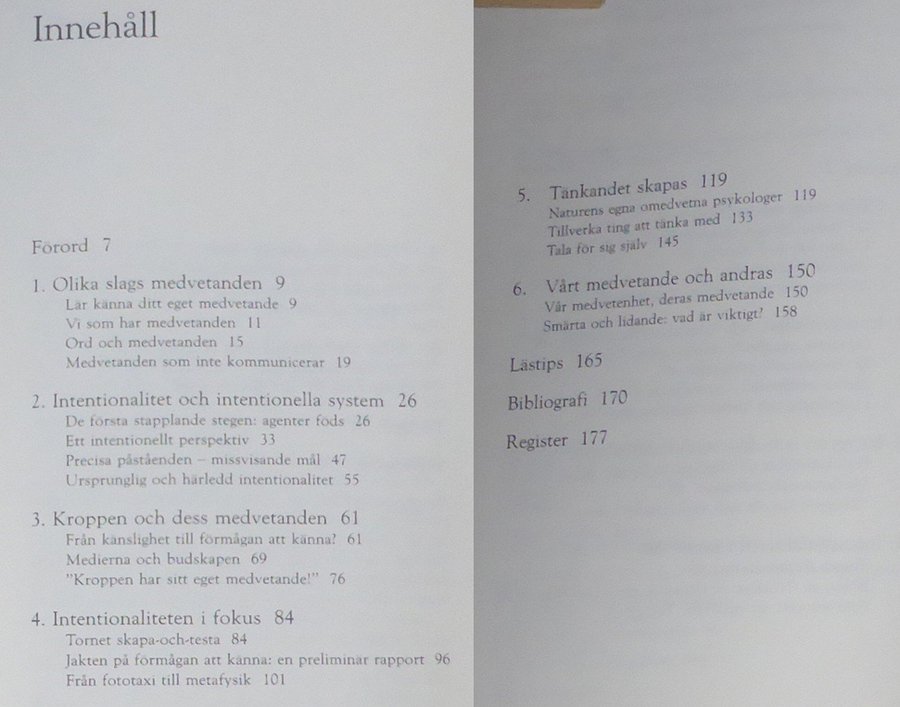 Innehåll
Förord 7
1. Olika slags medvetanden 9
Lär känna ditt eget medvetande 9
Vi som har medvetanden 11
Ord och medvetanden 15
Medvetanden som inte kommunicerar 19
2. Intentionalitet och intentionella system 26
De första stapplande stegen: agenter föds 26
Ett intentionellt perspektiv 33
Precisa påståenden – missvisande mål 47
Ursprunglig och härledd intentionalitet 55
3. Kroppen och dess medvetanden 61
Från känslighet till förmågan att känna? 61
Medierna och budskapen 69
"Kroppen har sitt eget medvetande!" 76
4. Intentionaliteten i fokus 84
Tornet skapa-och-testa 84
Jakten på förmågan att känna: en preliminär rapport 96
Från fototaxi till metafysik 101
5. Tänkandet skapas 119
Naturens egna omedvetna psykologer 119
Tillverka ting att tänka med 133
Tala för sig själv 145
6. Vårt medvetande och andras 150
Vår medvetenhet, deras medvetande 150
Smärta och lidande: vad är viktigt? 158
Lästips 165
Bibliografi 170
Register 177